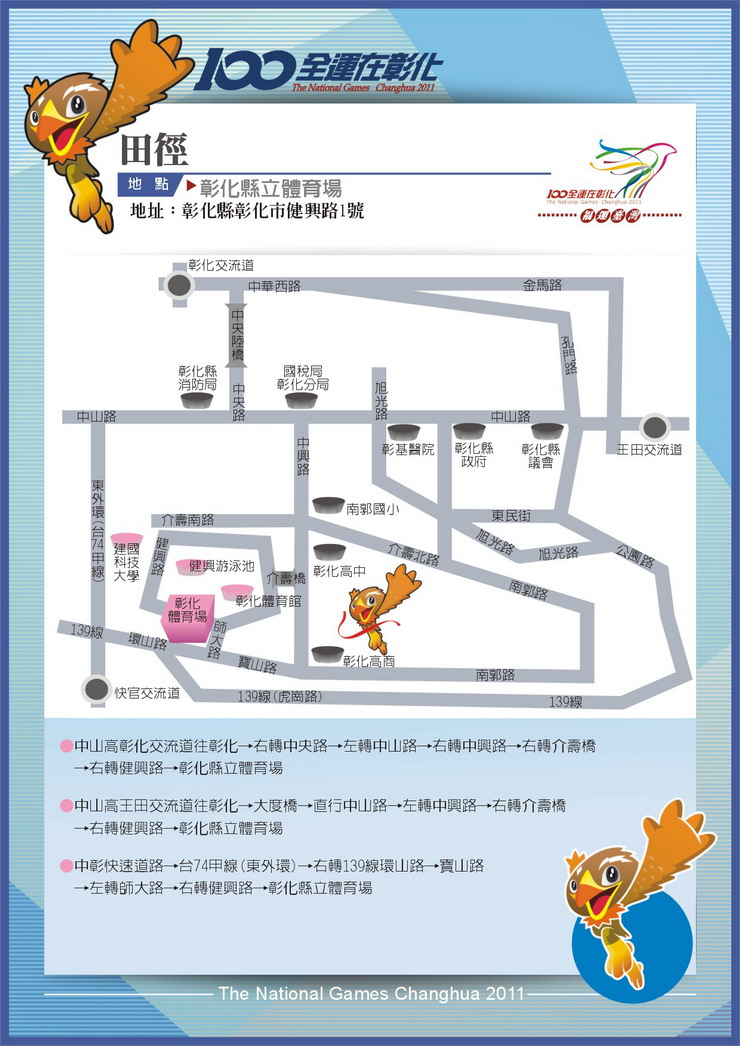 100全運在彰化
The National Games Changhua 2011
田徑
地點
彰化縣立體育場
地址：彰化縣彰化市健興路1號
100全運在彰化
The National Games Changhua 2011
福運臺灣
彰化交流道
中華西路
金馬路
中央陸橋
孔門路
彰化縣
消防局
國稅局
彰化分局
中央路
旭光路
中山路
中山路
彰基醫院
彰化縣
政府
彰化縣
議會
王田交流道
中興路
東外環(台74甲線)
南郭國小
介壽南路
東民街
建國
科技
大學
健興路
健興游泳池
介壽橋
彰化高中
介壽北路
旭光路
旭光路
公園路
彰化體育館
南郭路
彰化
體育場
師大路
139線
環山路
寶山路
彰化高商
南郭路
快官交流道
139線(虎崗路)
139線
●中山高彰化交流道往彰化→右轉中央路→左轉中山路→右轉中興路→右轉介壽橋
→右轉健興路→彰化縣立體育場
●中山高王田交流道往彰化→大度橋→直行中山路→左轉中興路→右轉介壽橋
→右轉健興路→彰化縣立體育場
●中彰快速道路→台74甲線(東外環)→右轉139線環山路→寶山路
→左轉師大路→右轉健興路→彰化縣立體育場
The National Games Changhua 2011